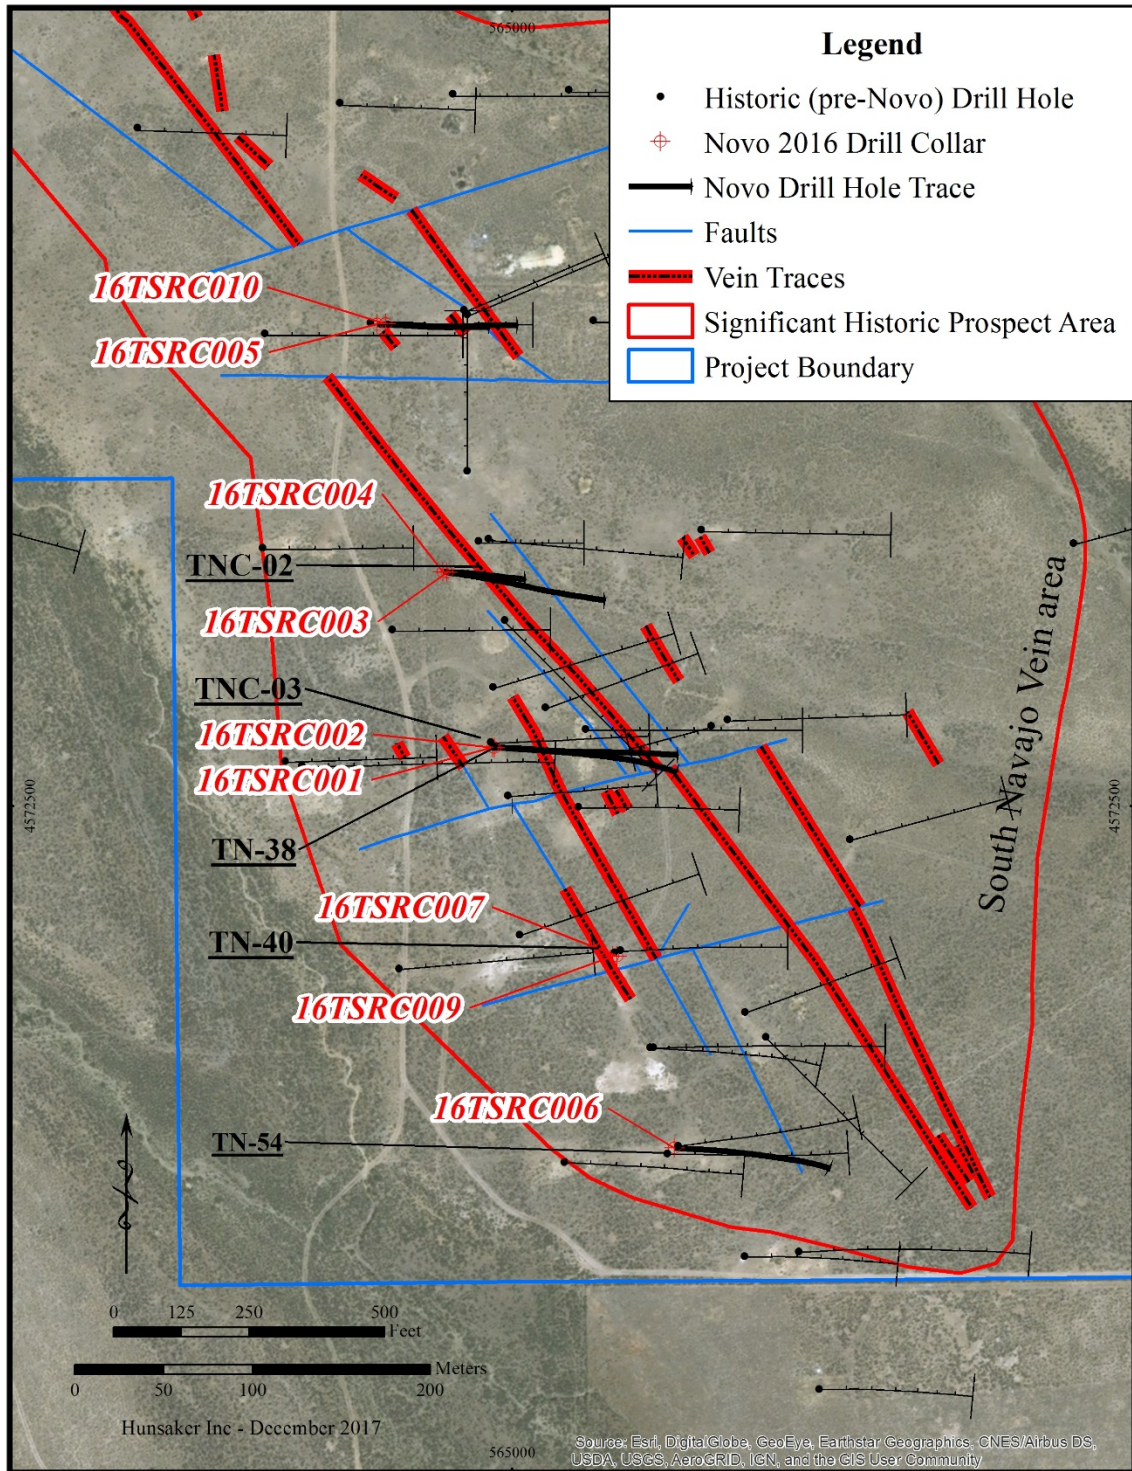 565000
Legend
Historic (pre-Novo) Drill Hole
Novo 2016 Drill Collar
Novo Drill Hole Trace
Faults
Vein Traces
Significant Historic Prospect Area
Project Boundary
16TSRC010
16TSRC005
16TSRC004
TNC-02
16TSRC003
TNC-03
16TSRC002
16TSRC001
4572500
4572500
TN-38
South Navajo Vein area
16TSRC007
TN-40
16TSRC009
16TSRC006
TN-54
0 125 250 500
Feet
Meters
0 50 100 200
Hunsaker Inc - December 2017
565000
Source: Esri, DigitalGlobe, GeoEye, Earthstar Geographics, CNES/Airbus DS,
USDA, USGS, AeroGRID, IGN, and the GIS User Community